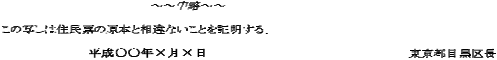 ～～中略～～
この写しは住民票の原本と相違ないことを証明する。
平成〇〇年×月×日 東京都目黒区長